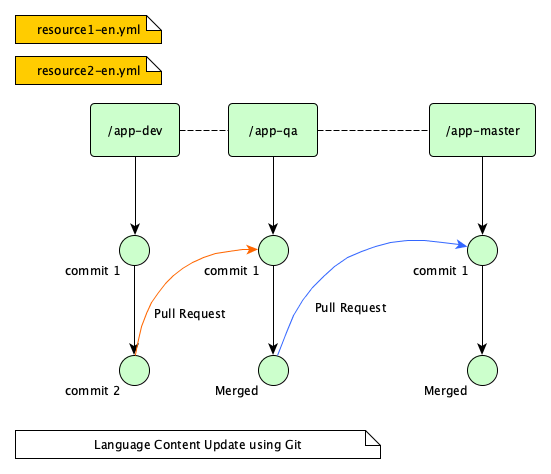 resource1-en.yml
resource2-en.yml
/app-dev
/app-qa
/app-master
commit 1
commit 1
commit 1
Pull Request
Pull Request
commit 2
Merged
Merged
Language Content Update using Git